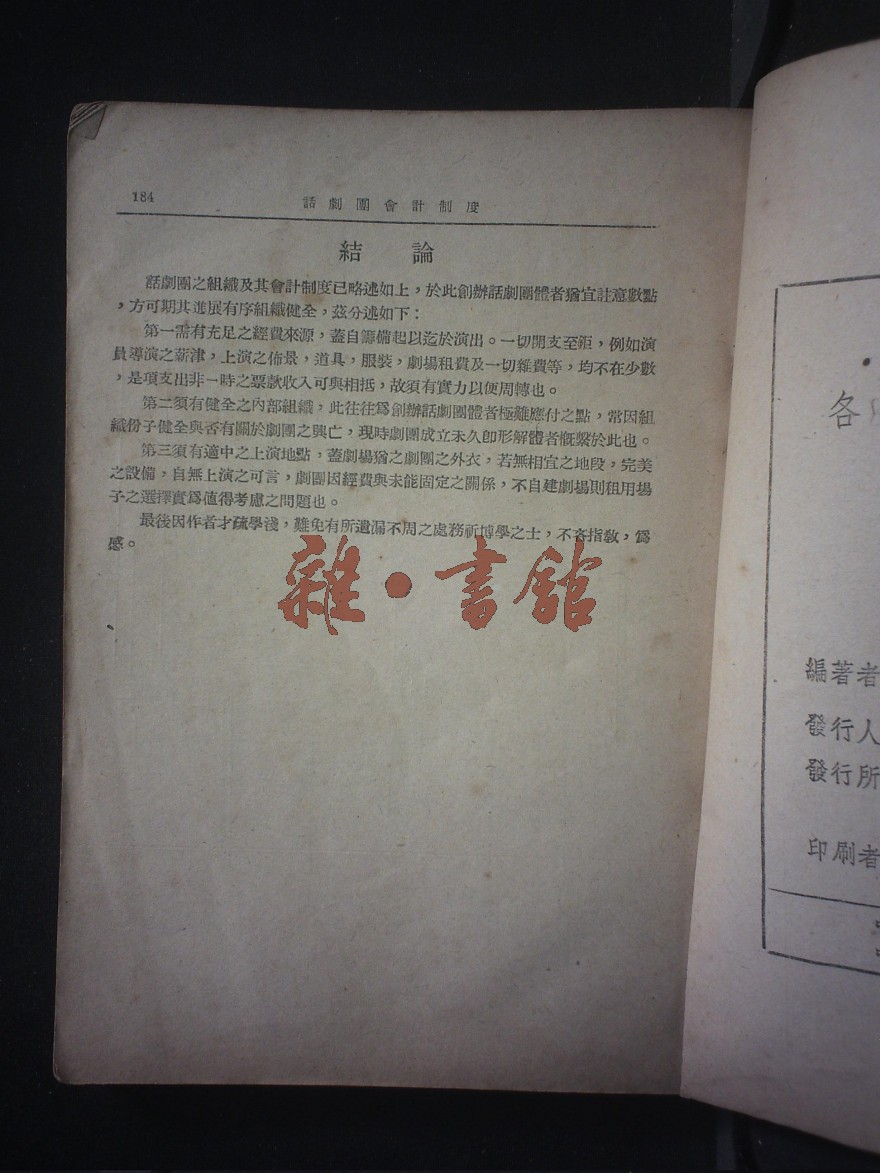 184
話劇團會計制度
結論
話劇團之組織及其會計制度已略述如上，於此創辦話劇團體者猶宜註意數點
，方可期其進展有序組織健全，茲分述如下：
第一需有充足之經費來源，蓋自籌備起以迄於演出。一切開支至鉅，例如演
員導演之薪津，上演之佈景，道具，服裝，劇場租費及一切雜費等，均不在少數
，是項支出非一時之票款收入可與相抵，故須有實力以便周轉也。
第二須有健全之內部組織，此往往爲創辦話劇團體者極難應付之點，常因組
織份子健全與否有關於劇團之興亡，現時劇團成立未久卽形解體者慨繫於此也。
第三須有適中之上演地點，蓋劇場猶之劇團之外衣，若無相宜之地段，完美
之設備，自無上演之可言，劇團因經費與未能固定之關係，不自建劇場則租用場
子之選擇實爲值得考慮之問題也。
最後因作者才疏學淺，難免有所遺漏不周之處務祈博學之士，不吝指敎，爲
感。
雜·書館
各
編著者
發行人
發行所
印刷者